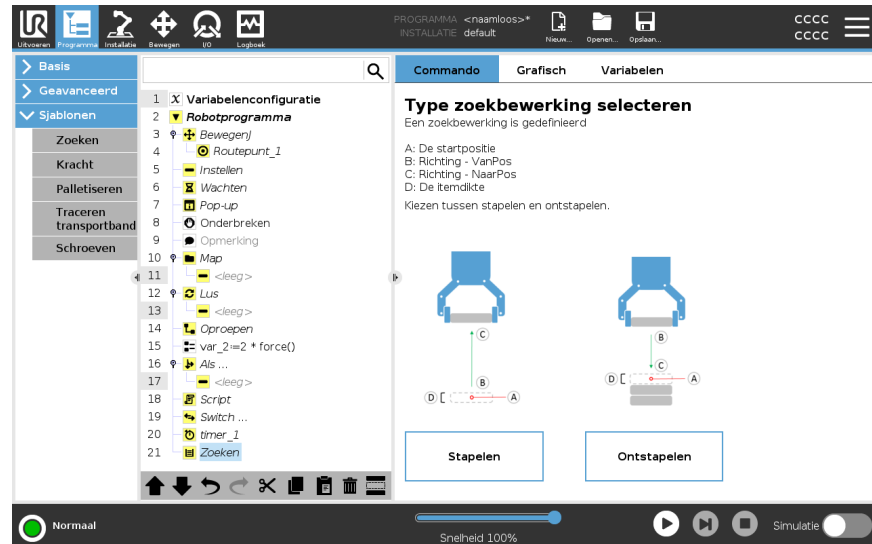 UR
Uitvoeren
Programma
Installatie
Bewegen
I/O
Logboek
PROGRAMMA <naamloos>*
INSTALLATIE default
Nieuw...
Openen...
Opslaan...
cccc
cccc
Basis
Geavanceerd
Sjablonen
Zoeken
Kracht
Palletiseren
Traceren
transportband
Schroeven
1 X Variabelenconfiguratie
2 Robotprogramma
3 BewegenJ
4 Routepunt_1
5 Instellen
6 Wachten
7 Pop-up
8 Onderbreken
9 Opmerking
10 Map
11 <leeg>
12 Lus
13 <leeg>
14 Oproepen
15 var_2:=2 * force()
16 Als ...
17 <leeg>
18 Script
19 Switch ...
20 timer_1
21 Zoeken
Commando Grafisch Variabelen
Type zoekbewerking selecteren
Een zoekbewerking is gedefinieerd
A: De startpositie
B: Richting - VanPos
C: Richting - NaarPos
D: De itemdikte
Kiezen tussen stapelen en ontstapelen.
C
B
D
A
B
C
D
A
Stapelen
Ontstapelen
Normaal
Snelheid 100%
Simulatie